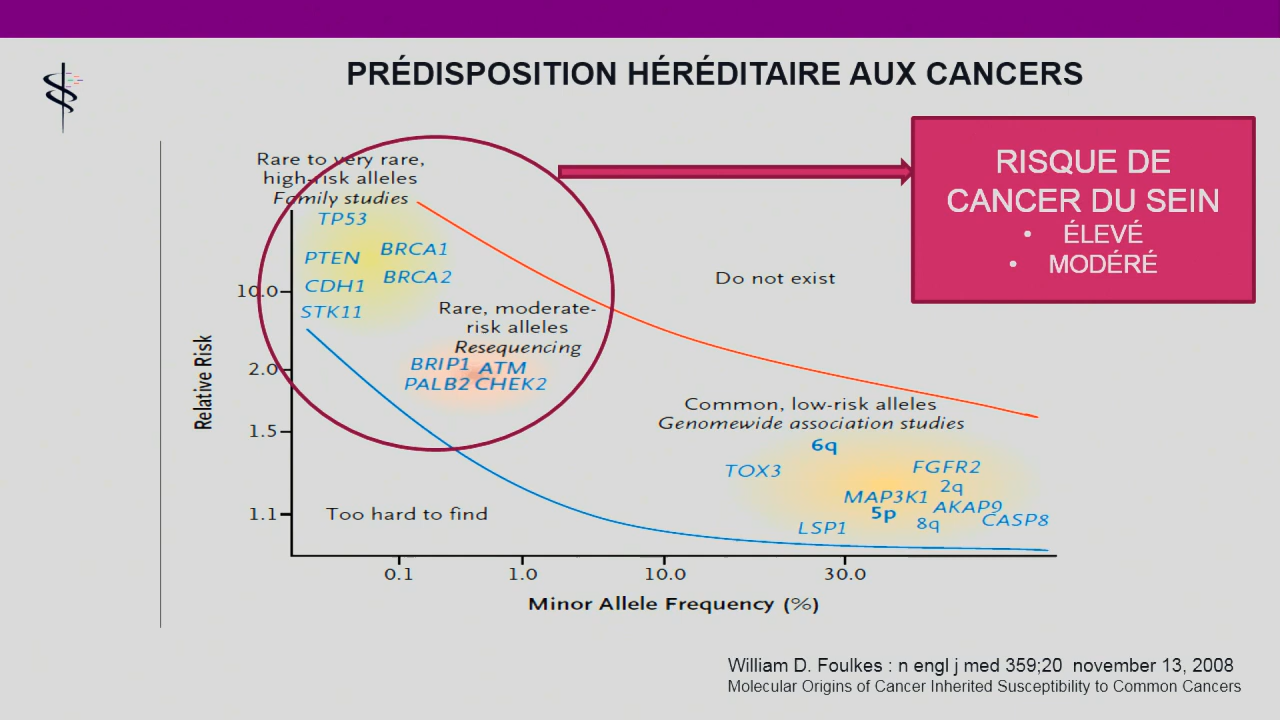 PRÉDISPOSITION HÉRÉDITAIRE AUX CANCERS
RISQUE DE
CANCER DU SEIN
• ÉLEVÉ
• MODÉRÉ
Rare to very rare,
high-risk alleles
Family studies
TP53
PTEN
BRCA1
CDH1
BRCA2
STK11
Rare, moderate-
risk alleles
Resequencing
BRIP1 ATM
PALB2 CHEK2
Do not exist
Common, low-risk alleles
Genomewide association studies
6q
TOX3
FGFR2
2q
MAP3K1
AKAP9
5p
CASP8
LSP1
8q
Too hard to find
Relative Risk
10.0
2.0
1.5
1.1
0.1
1.0
10.0
30.0
Minor Allele Frequency (%)
William D. Foulkes : n engl j med 359;20 november 13, 2008
Molecular Origins of Cancer Inherited Susceptibility to Common Cancers